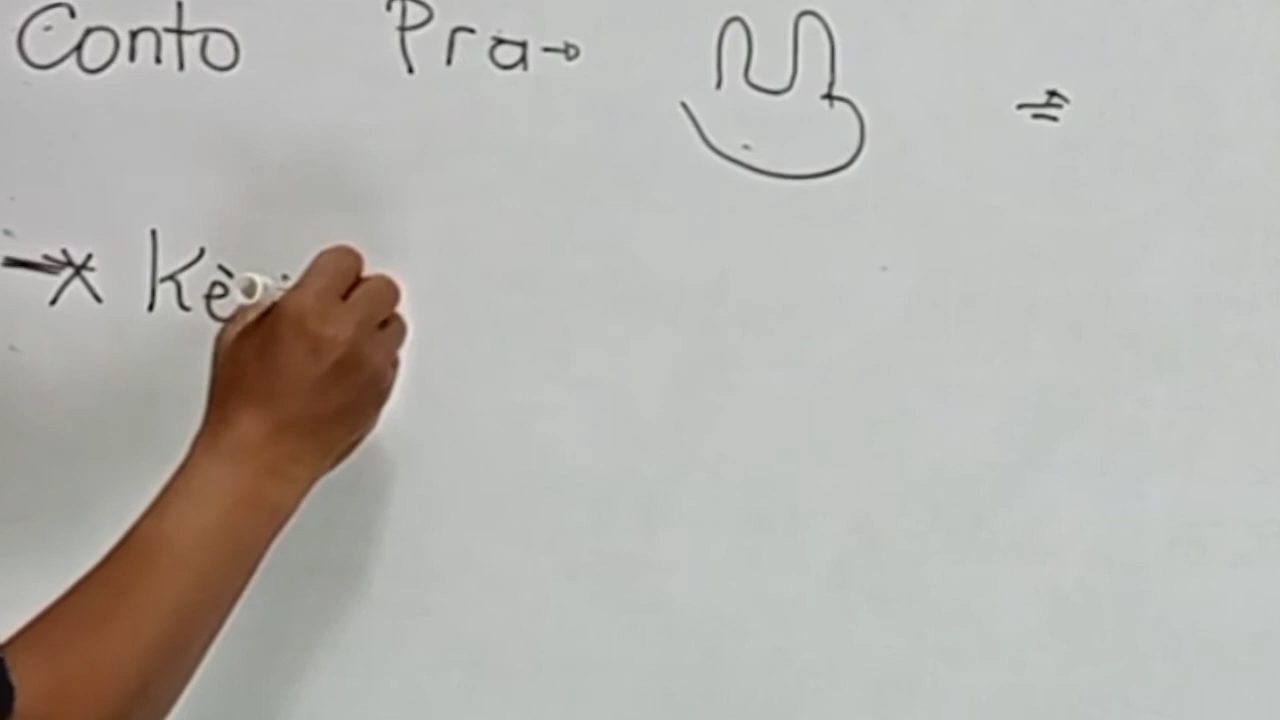 Conto Pra→ ꦥꦿ
Kè